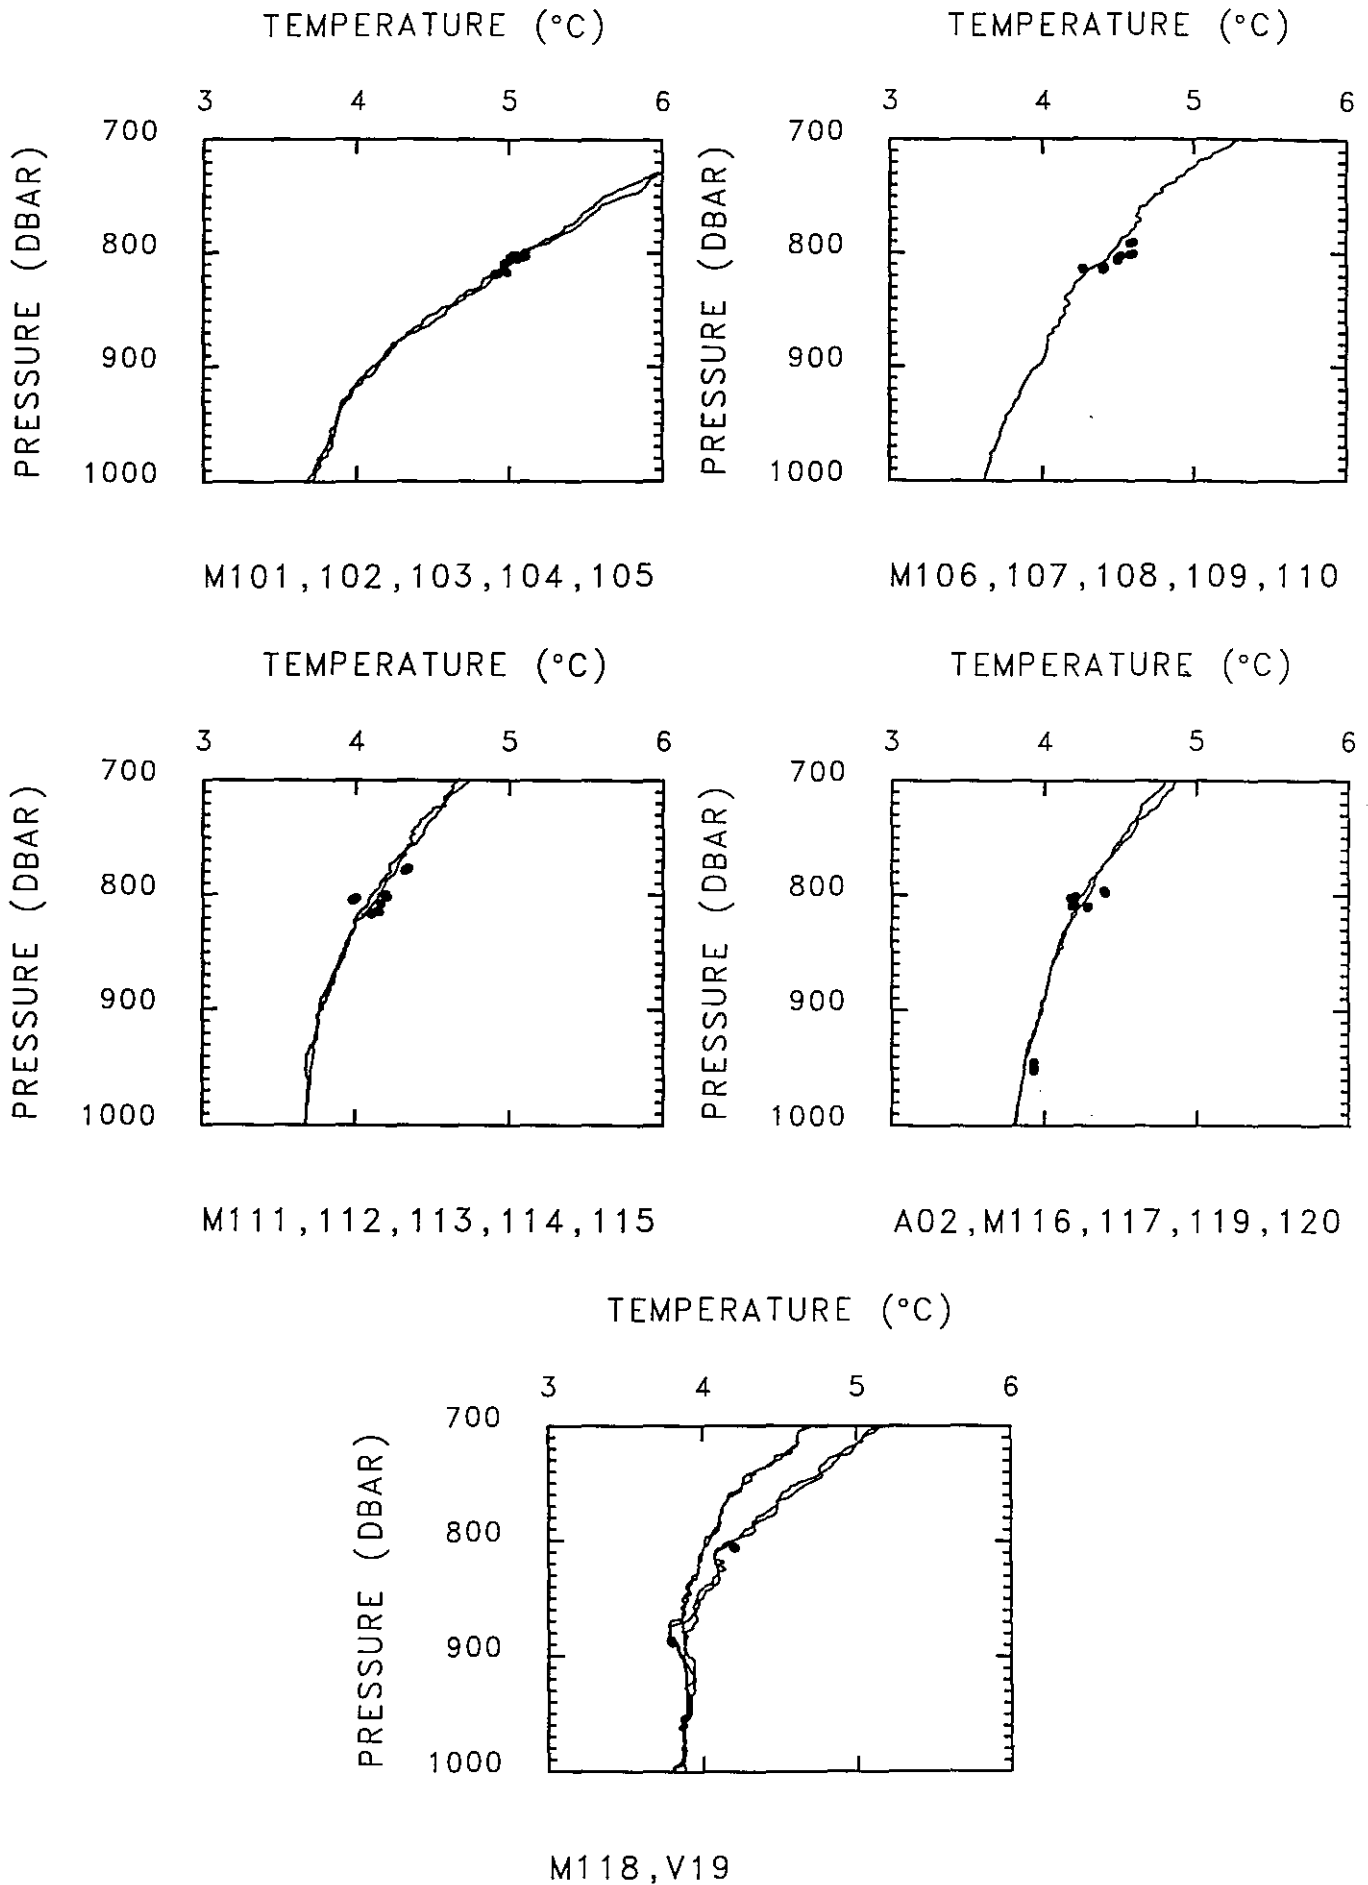 TEMPERATURE (°C)
3 4 5 6
700
800
900
1000
PRESSURE (DBAR)
M101,102,103,104,105
TEMPERATURE (°C)
3 4 5 6
700
800
900
1000
PRESSURE (DBAR)
M106,107,108,109,110
TEMPERATURE (°C)
3 4 5 6
700
800
900
1000
PRESSURE (DBAR)
M111,112,113,114,115
TEMPERATURE (°C)
3 4 5 6
700
800
900
1000
PRESSURE (DBAR)
A02,M116,117,119,120
TEMPERATURE (°C)
3 4 5 6
700
800
900
1000
PRESSURE (DBAR)
M118,V19